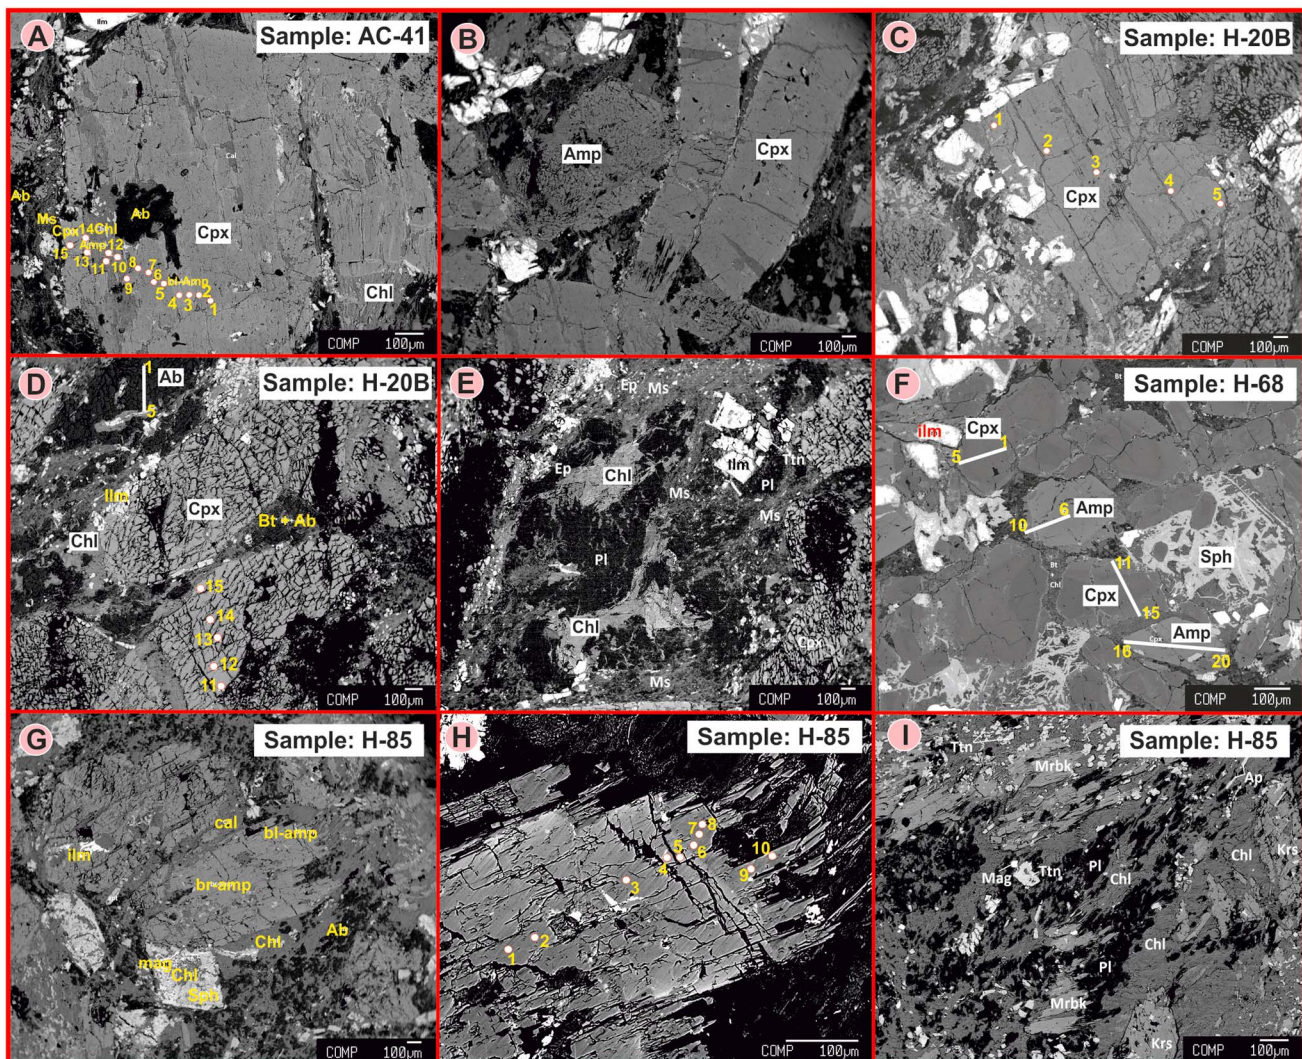 A
Ilm
Sample: AC-41
Cal
Ab
Ab
Cpx
Ms
Cpx 14 Chl
Amp 12
15 13 11 10 8 7
6 bl-Amp
9 5 4 3 2 1
Chl
COMP 100µm
B
Amp
Cpx
COMP 100µm
C
Sample: H-20B
1
2
3
4
5
Cpx
COMP 100µm
D
Sample: H-20B
1
Ab
5
Ilm
Cpx
Bt + Ab
Chl
15
14
13
12
11
COMP 100µm
E
Ep Ms
Ep
Chl
Ilm
Ttn
Pl
Ms
Ms
Pl
Chl
Cpx
Ms
COMP 100µm
F
Sample: H-68
Bt
ilm
Cpx
1
5
6 Amp
10
Sph
11
Bt
+
Chl
Cpx
15
Amp
Cpx
16
20
COMP 100µm
G
Sample: H-85
cal
bl-amp
ilm
br-amp
Chl
Ab
mag
Chl
Sph
COMP 100µm
H
Sample: H-85
8
7
6
5
4
10
9
3
2
1
COMP 100µm
I
Sample: H-85
Ttn
Mrbk
Ap
Krs
Chl
Pl
Ttn
Mag
Chl
Chl
Pl
Mrbk
Krs
COMP 100µm